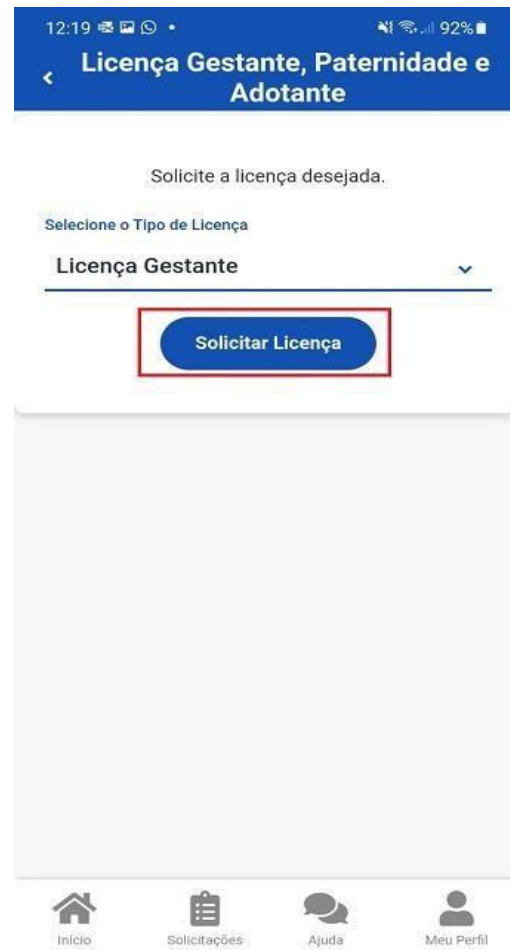 12:19
92%
Licença Gestante, Paternidade e
Adotante
Solicite a licença desejada.
Selecione o Tipo de Licença
Licença Gestante
Solicitar Licença
Início
Solicitações
Ajuda
Meu Perfil